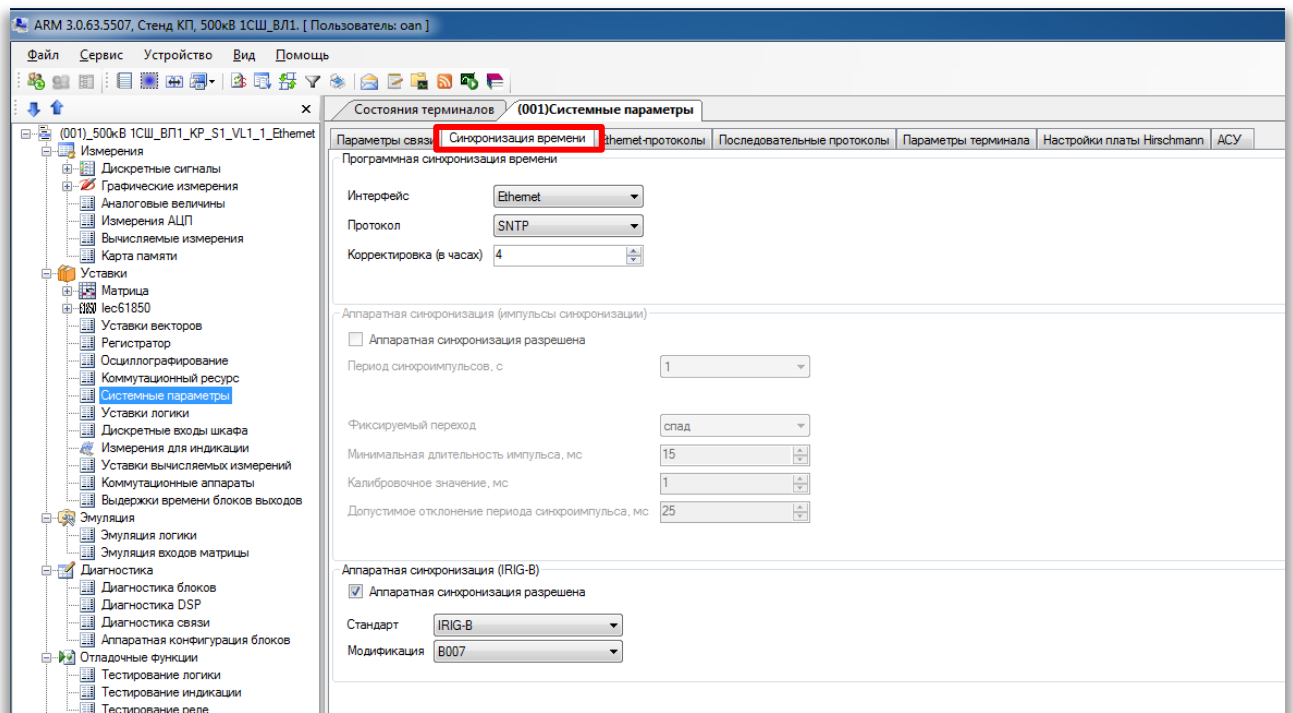 ARM 3.0.63.5507, Стенд КП, 500кВ 1СШ_ВЛ1. [ Пользователь: oan ]
Файл Сервис Устройство Вид Помощь
Состояния терминалов (001)Системные параметры
(001)_500кВ 1СШ_ВЛ1_KP_S1_VL1_1_Ethernet
Измерения
Дискретные сигналы
Графические измерения
Аналоговые величины
Измерения АЦП
Вычисляемые измерения
Карта памяти
Уставки
Матрица
Iec61850
Уставки векторов
Регистратор
Осциллографирование
Коммутационный ресурс
Системные параметры
Уставки логики
Дискретные входы шкафа
Измерения для индикации
Уставки вычисляемых измерений
Коммутационные аппараты
Выдержки времени блоков выходов
Эмуляция
Эмуляция логики
Эмуляция входов матрицы
Диагностика
Диагностика блоков
Диагностика DSP
Диагностика связи
Аппаратная конфигурация блоков
Отладочные функции
Тестирование логики
Тестирование индикации
Тестирование реле
Параметры связи Синхронизация времени Ethernet-протоколы Последовательные протоколы Параметры терминала Настройки платы Hirschmann АСУ
Программная синхронизация времени
Интерфейс Ethernet
Протокол SNTP
Корректировка (в часах) 4
Аппаратная синхронизация (импульсы синхронизации)
Аппаратная синхронизация разрешена
Период синхроимпульсов, с 1
Фиксируемый переход спад
Минимальная длительность импульса, мс 15
Калибровочное значение, мс 1
Допустимое отклонение периода синхроимпульса, мс 25
Аппаратная синхронизация (IRIG-B)
Аппаратная синхронизация разрешена
Стандарт IRIG-B
Модификация B007